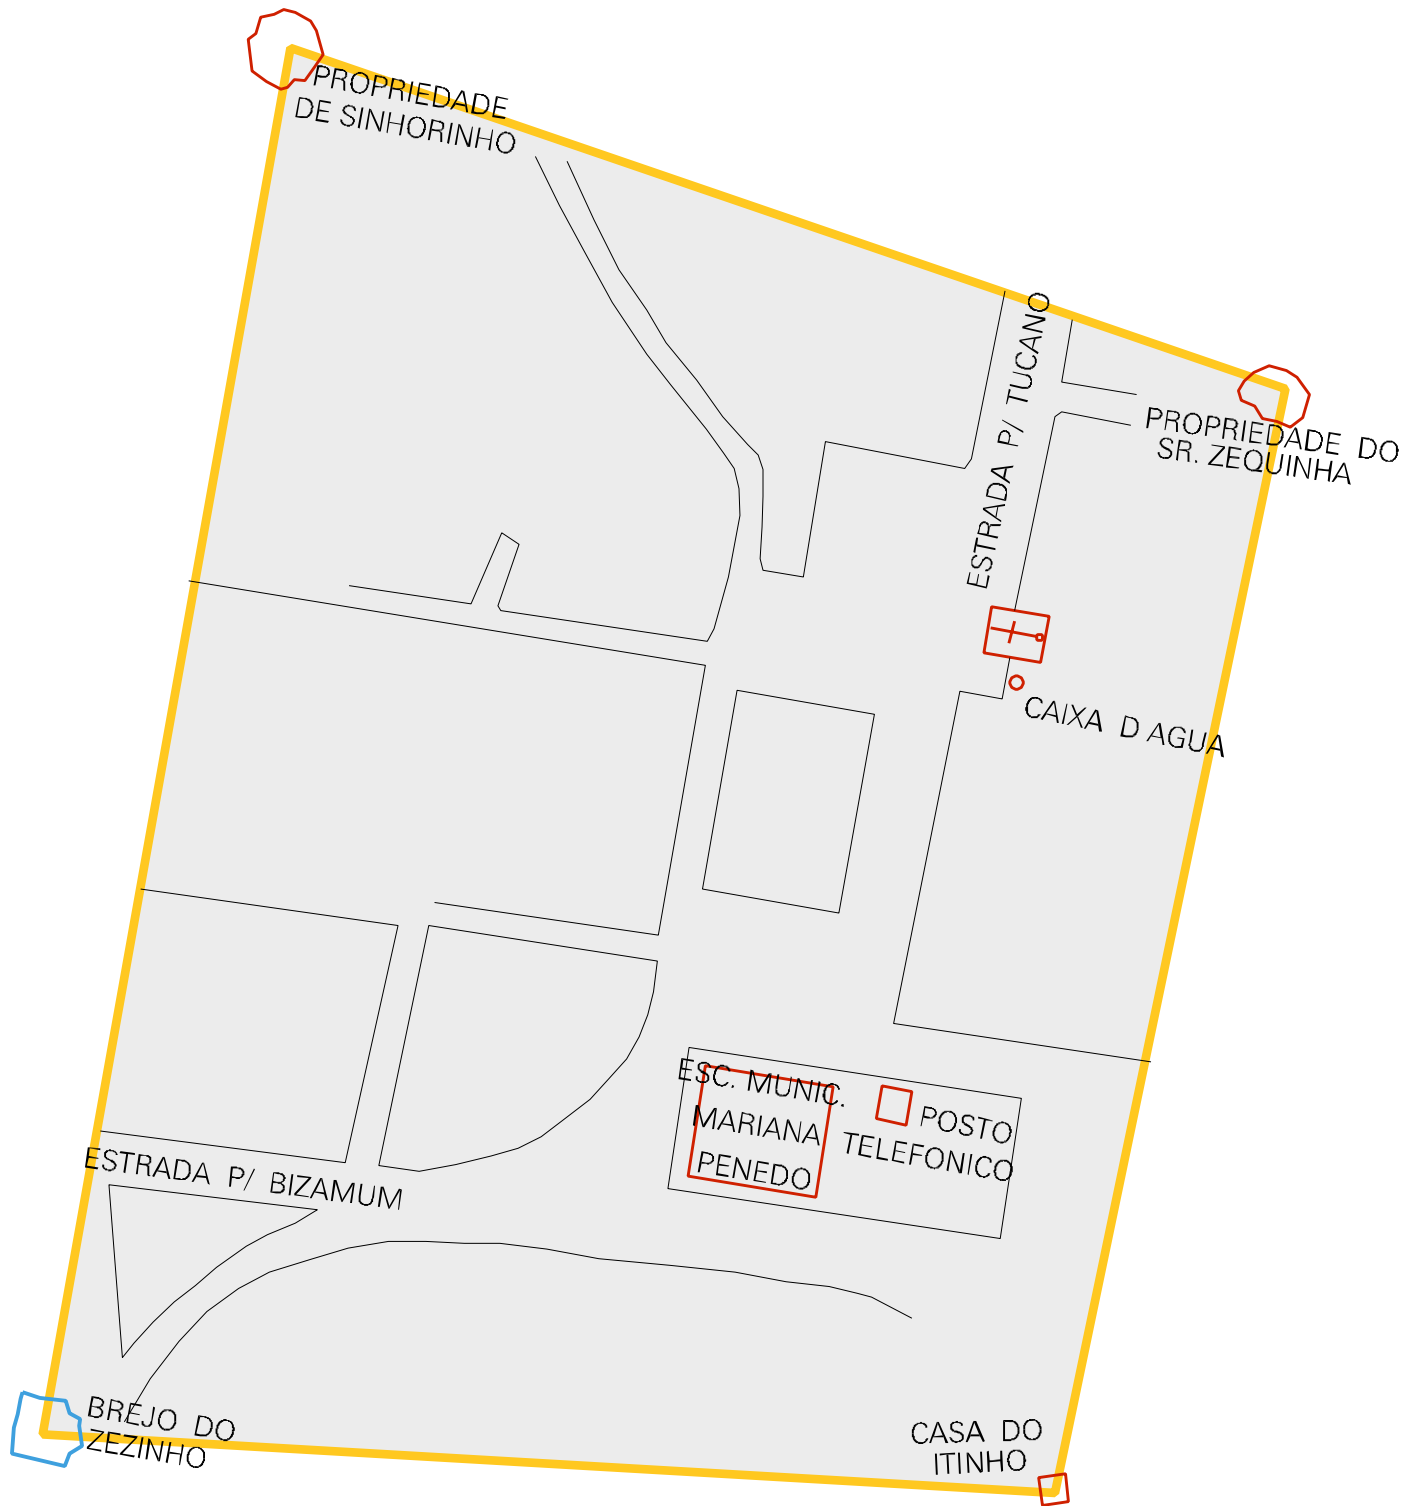 PROPRIEDADE
DE SINHORINHO
ESTRADA P/ TUCANO
PROPRIEDADE DO
SR. ZEQUINHA
CAIXA D AGUA
ESC. MUNIC.
MARIANA
PENEDO
POSTO
TELEFONICO
ESTRADA P/ BIZAMUM
BREJO DO
ZEZINHO
CASA DO
ITINHO